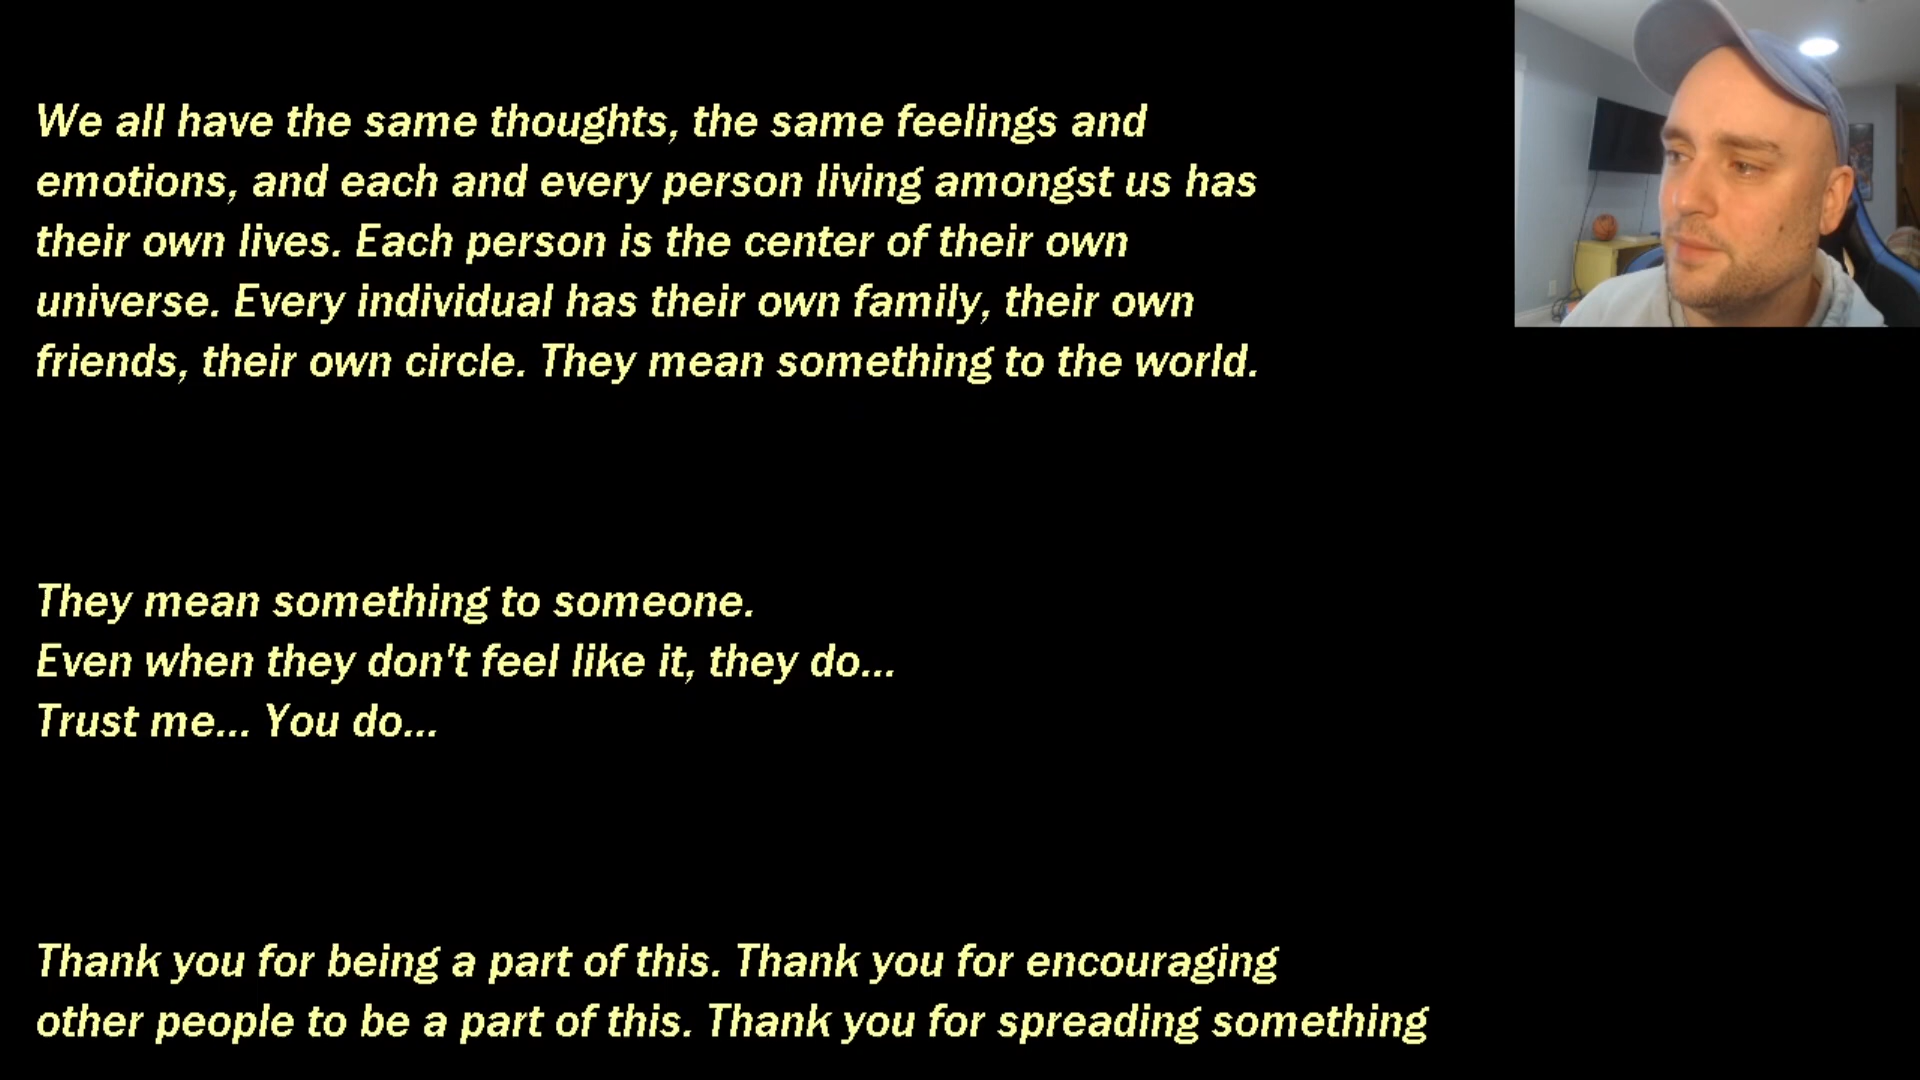 We all have the same thoughts, the same feelings and
emotions, and each and every person living amongst us has
their own lives. Each person is the center of their own
universe. Every individual has their own family, their own
friends, their own circle. They mean something to the world.
They mean something to someone.
Even when they don't feel like it, they do...
Trust me... You do...
Thank you for being a part of this. Thank you for encouraging
other people to be a part of this. Thank you for spreading something